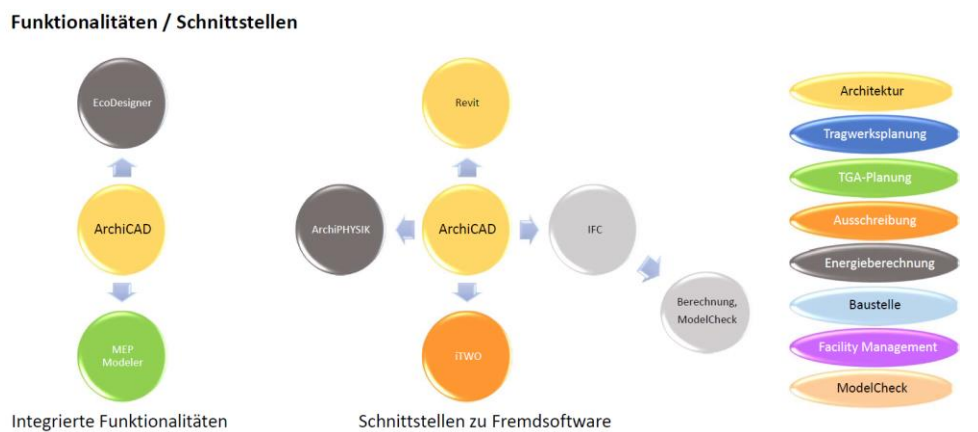 Funktionalitäten / Schnittstellen
EcoDesigner
ArchiCAD
MEP
Modeler
Integrierte Funktionalitäten
Revit
ArchiPHYSIK
ArchiCAD
IFC
Berechnung,
ModelCheck
iTWO
Schnittstellen zu Fremdsoftware
Architektur
Tragwerksplanung
TGA-Planung
Ausschreibung
Energieberechnung
Baustelle
Facility Management
ModelCheck